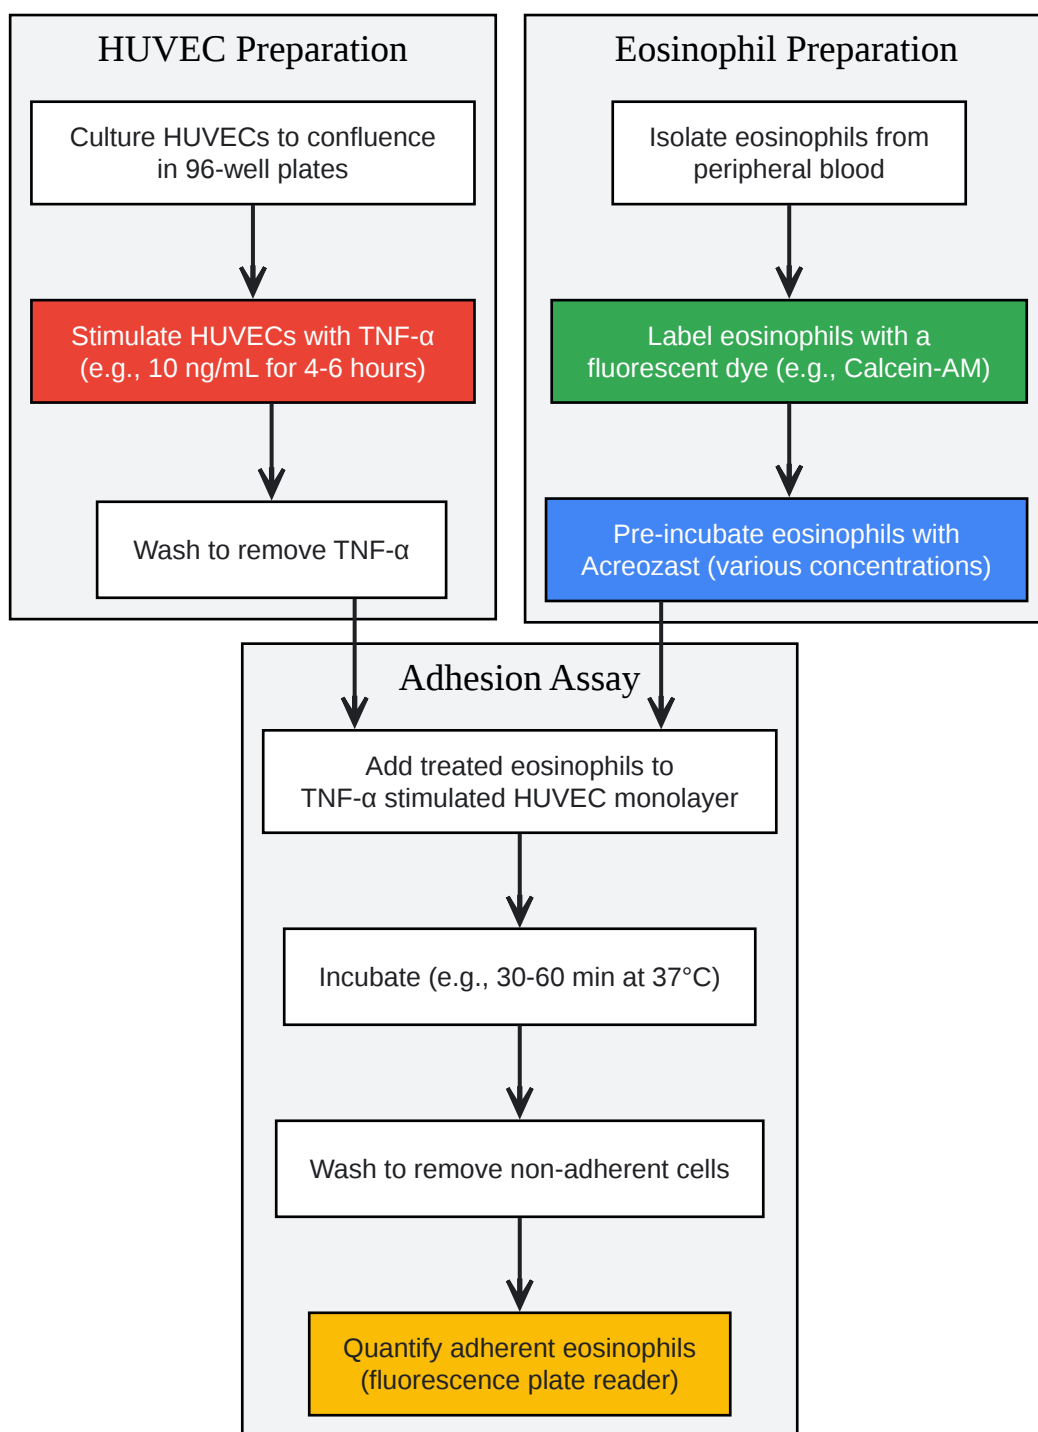 HUVEC Preparation
Culture HUVECs to confluence
in 96-well plates
Stimulate HUVECs with TNF-α
(e.g., 10 ng/mL for 4-6 hours)
Wash to remove TNF-α
Eosinophil Preparation
Isolate eosinophils from
peripheral blood
Label eosinophils with a
fluorescent dye (e.g., Calcein-AM)
Pre-incubate eosinophils with
Acreozast (various concentrations)
Adhesion Assay
Add treated eosinophils to
TNF-α stimulated HUVEC monolayer
Incubate (e.g., 30-60 min at 37°C)
Wash to remove non-adherent cells
Quantify adherent eosinophils
(fluorescence plate reader)